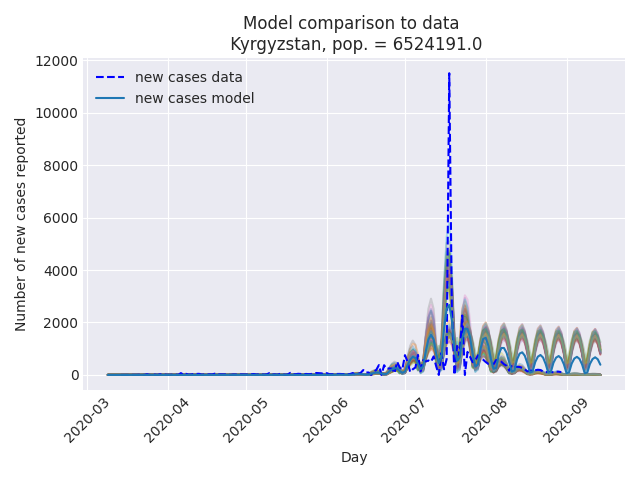 Model comparison to data
Kyrgyzstan, pop. = 6524191.0
12000
10000
8000
6000
4000
2000
0
Number of new cases reported
new cases data
new cases model
2020-03
2020-04
2020-05
2020-06
2020-07
2020-08
2020-09
Day